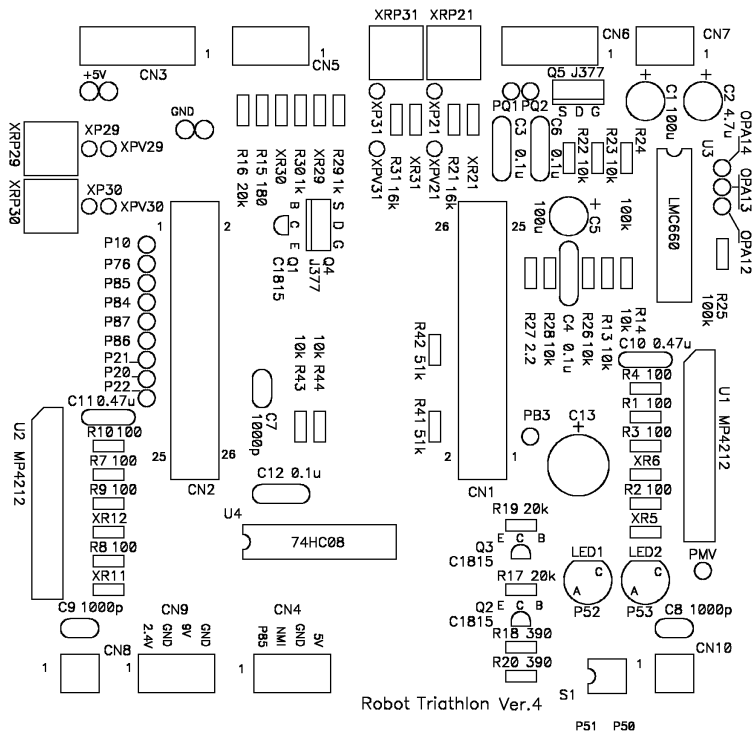 XRP31 XRP21
CN3 1
1 CN5
CN6 1
CN7 1
+5V
GND
XP31
XP21
Q5 J377
S D G
PQ1 PQ2
C1 100u
C2 4.7u
XRP29
XP29
XPV29
XRP30
XP30
XPV30
R16 20k
R15 180
XR30
R30 1k
XR29
R29 1k
XPV31
R31 16k
XR31
XPV21
R21 16k
XR21
C3 0.1u
C6 0.1u
R22 10k
R23 10k
R24
100k
U3
LMC660
OPA14
OPA13
OPA12
R25 100k
1 2
B C E
Q1
C1815
S D G
Q4
J377
26 25
100u
C5
P10
P76
P85
P84
P87
P86
P21
P20
P22
R27 2.2
R28 10k
C4 0.1u
R26 10k
R13 10k
R14
10k
C10 0.47u
R42 51k
R41 51k
10k R43
10k R44
C7 1000p
C11 0.47u
R10 100
R7 100
R9 100
XR12
R8 100
XR11
U2 MP4212
R4 100
R1 100
R3 100
XR6
R2 100
XR5
U1 MP4212
PB3
C13
25 26
CN2
2 1
CN1
C12 0.1u
U4
74HC08
R19 20k
E C B
Q3
C1815
R17 20k
E C B
Q2
C1815
R18 390
R20 390
LED1
C
A
P52
LED2
C
A
P53
PMV
C9 1000p
C8 1000p
CN8
1
CN9
2.4V
GND
9V
GND
1
CN4
P85
NMI
GND
5V
1
S1
1
CN10
Robot Triathlon Ver.4
P51 P50